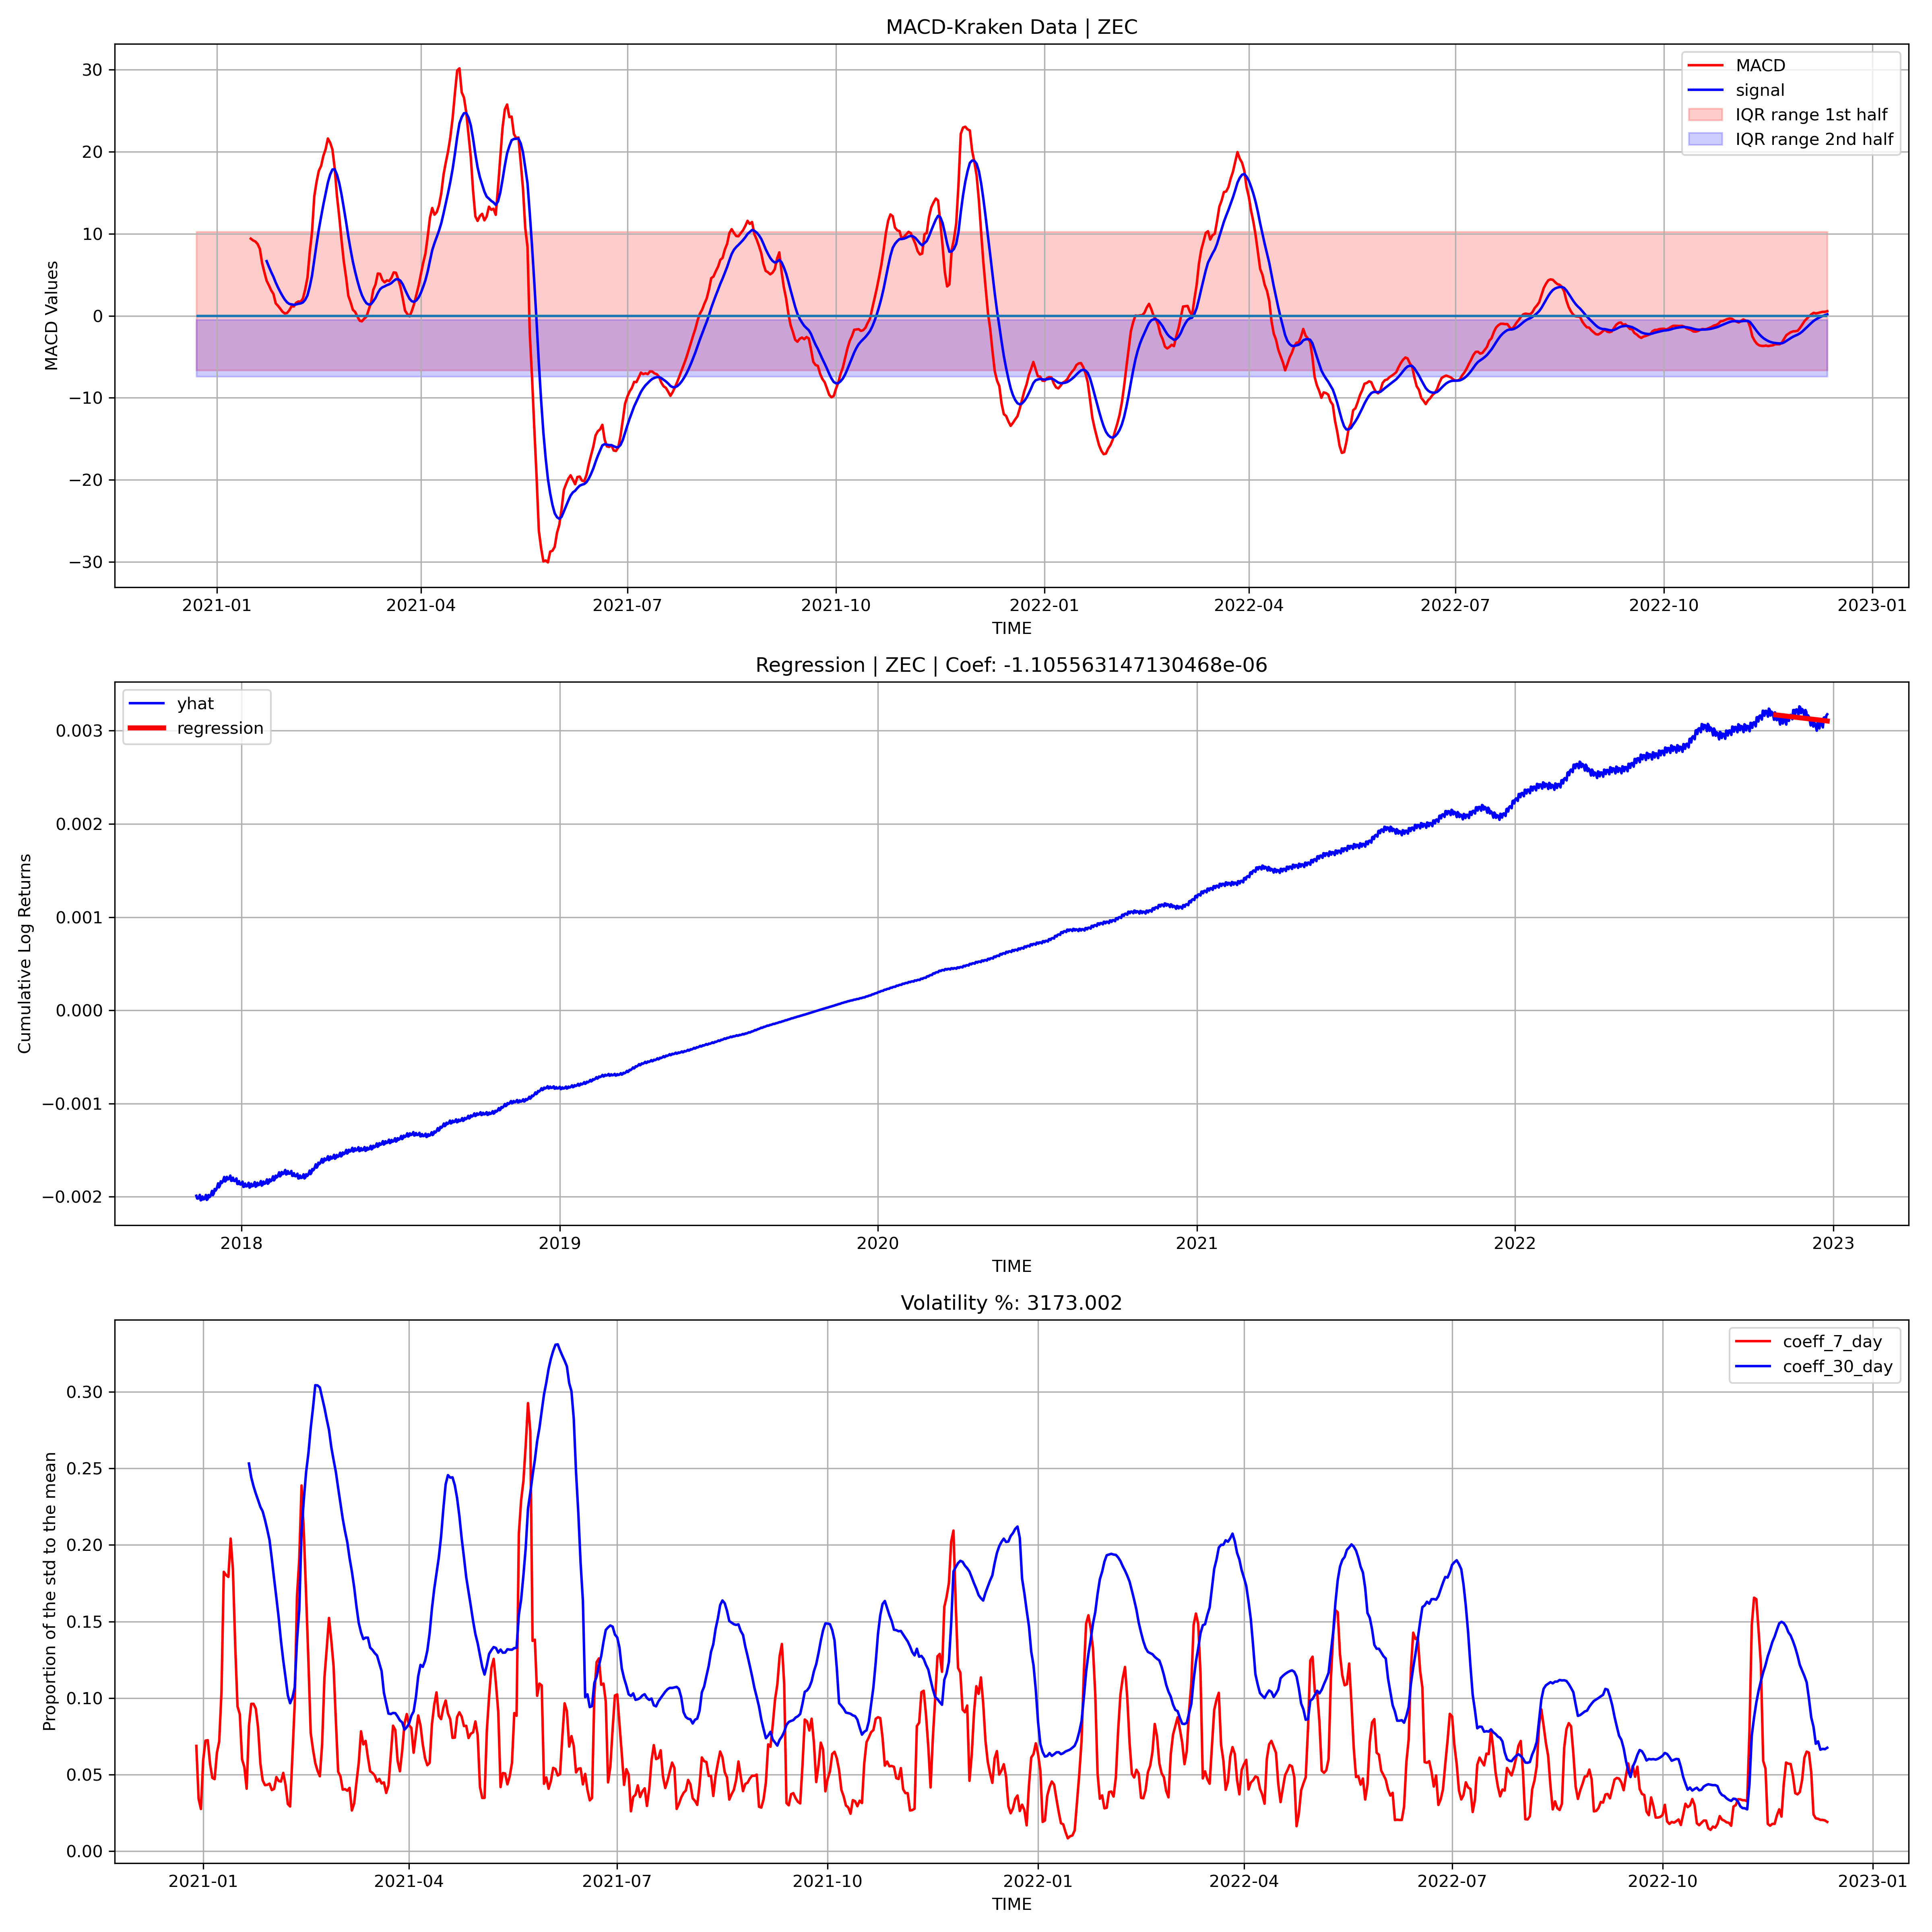 MACD-Kraken Data | ZEC
MACD Values
30
20
10
0
−10
−20
−30
MACD
signal
IQR range 1st half
IQR range 2nd half
2021-01 2021-04 2021-07 2021-10 2022-01 2022-04 2022-07 2022-10 2023-01
TIME
Regression | ZEC | Coef: -1.105563147130468e-06
Cumulative Log Returns
0.003
0.002
0.001
0.000
−0.001
−0.002
yhat
regression
2018 2019 2020 2021 2022 2023
TIME
Volatility %: 3173.002
Proportion of the std to the mean
0.30
0.25
0.20
0.15
0.10
0.05
0.00
coeff_7_day
coeff_30_day
2021-01 2021-04 2021-07 2021-10 2022-01 2022-04 2022-07 2022-10 2023-01
TIME